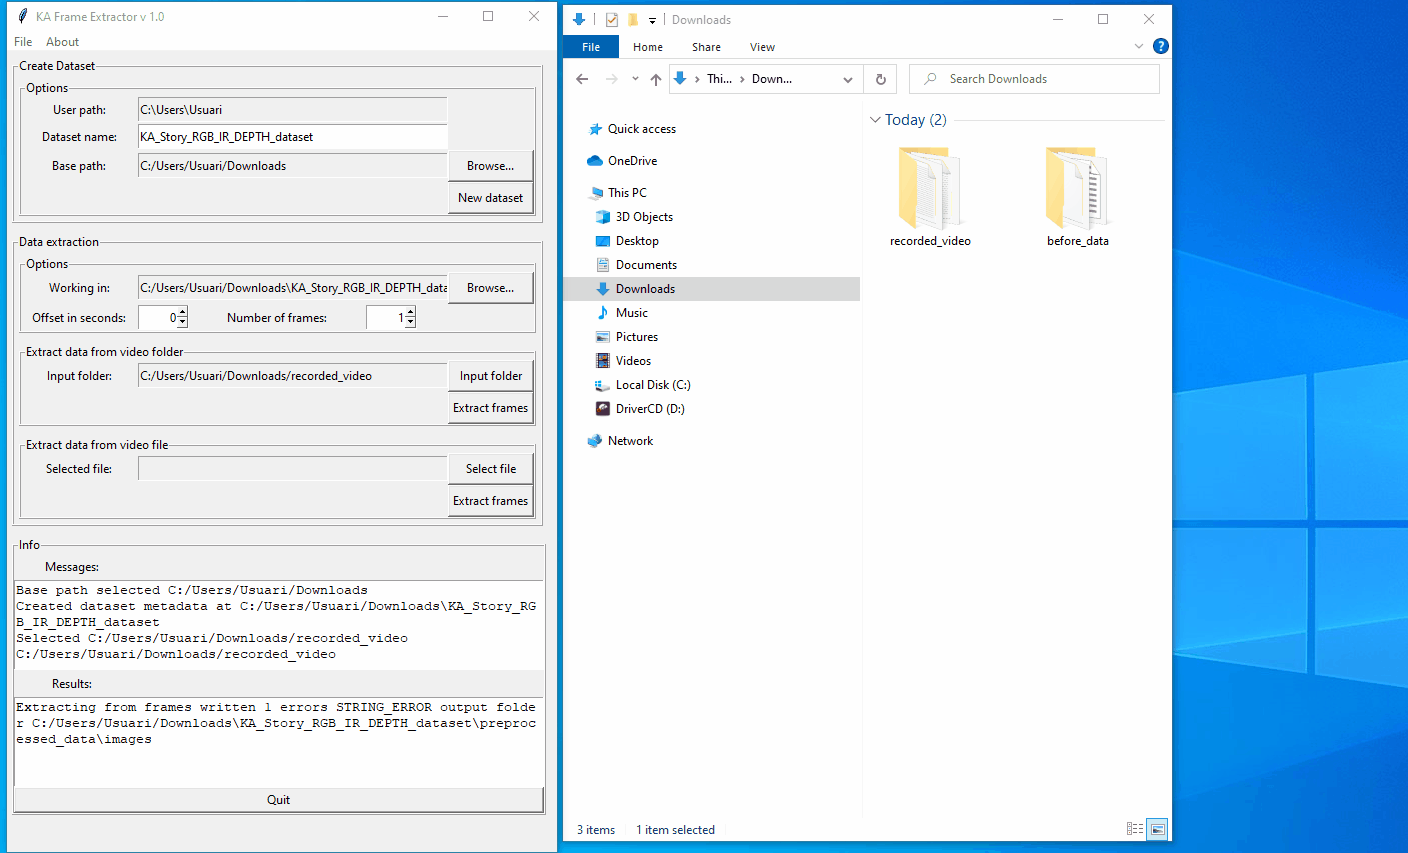 KA Frame Extractor v 1.0
File About
Create Dataset
Options
User path: C:\Users\Usuari
Dataset name: KA_Story_RGB_IR_DEPTH_dataset
Base path: C:/Users/Usuari/Downloads Browse...
New dataset
Data extraction
Options
Working in: C:/Users/Usuari/Downloads\KA_Story_RGB_IR_DEPTH_data Browse...
Offset in seconds: 0 Number of frames: 1
Extract data from video folder
Input folder: C:/Users/Usuari/Downloads/recorded_video Input folder
Extract frames
Extract data from video file
Selected file: Select file
Extract frames
Info
Messages:
Base path selected C:/Users/Usuari/Downloads
Created dataset metadata at C:/Users/Usuari/Downloads\KA_Story_RG
B_IR_DEPTH_dataset
Selected C:/Users/Usuari/Downloads/recorded_video
C:/Users/Usuari/Downloads/recorded_video
Results:
Extracting from frames written 1 errors STRING_ERROR output folde
r C:/Users/Usuari/Downloads\KA_Story_RGB_IR_DEPTH_dataset\preproc
essed_data\images
Quit
Downloads
File Home Share View
Thi... Down... Search Downloads
Quick access
OneDrive
This PC
3D Objects
Desktop
Documents
Downloads
Music
Pictures
Videos
Local Disk (C:)
DriverCD (D:)
Network
Today (2)
recorded_video before_data
3 items 1 item selected